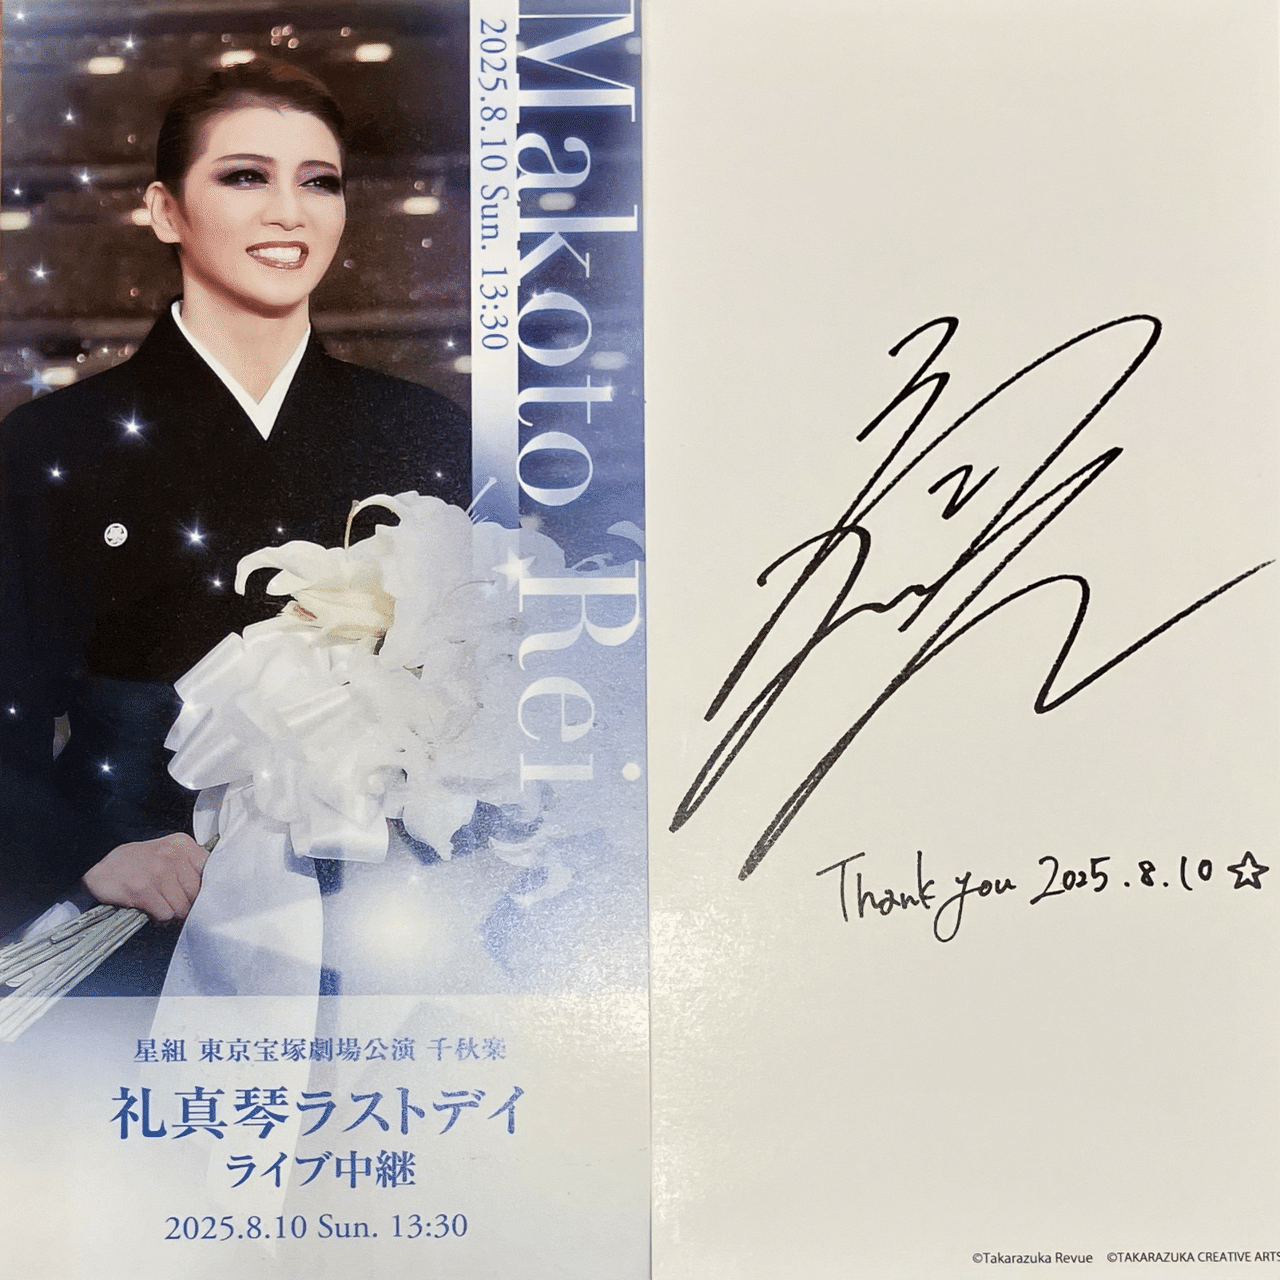 Makoto Rei
2025.8.10 Sun. 13:30
星組 東京宝塚劇場公演 千秋楽
礼真琴ラストデイ
ライブ中継
2025.8.10 Sun. 13:30
Thank you 2025.8.10☆
©Takarazuka Revue ©TAKARAZUKA CREATIVE ARTS